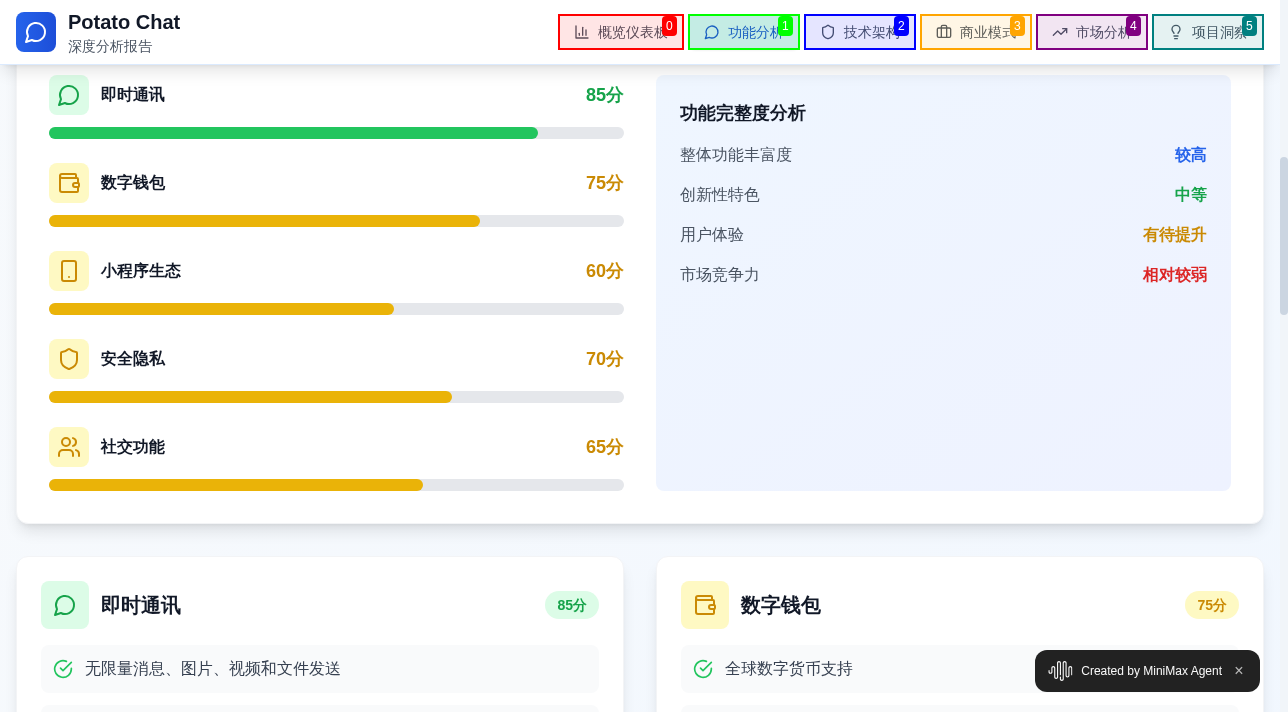 Potato Chat
深度分析报告
概览仪表板 0
功能分析 1
技术架构 2
商业模式 3
市场分析 4
项目洞察 5
即时通讯 85分
数字钱包 75分
小程序生态 60分
安全隐私 70分
社交功能 65分
功能完整度分析
整体功能丰富度 较高
创新性特色 中等
用户体验 有待提升
市场竞争力 相对较弱
即时通讯 85分
无限量消息、图片、视频和文件发送
数字钱包 75分
全球数字货币支持
Created by MiniMax Agent ×